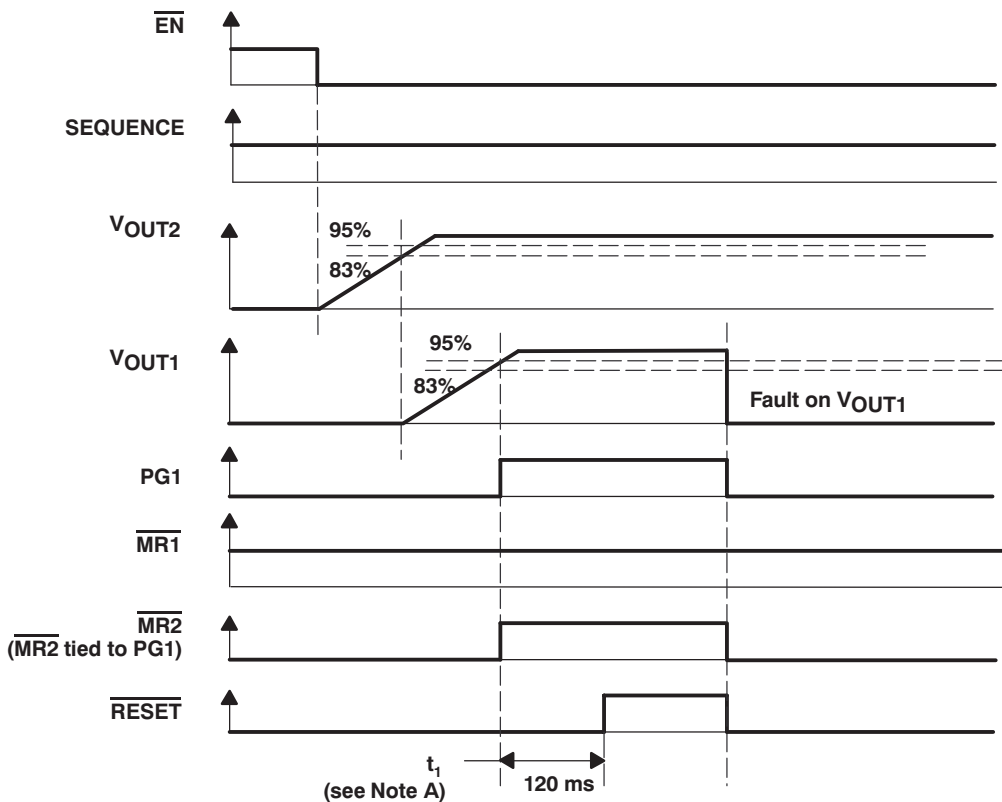 EN
SEQUENCE
VOUT2
95%
83%
VOUT1
95%
83%
Fault on VOUT1
PG1
MR1
MR2
(MR2 tied to PG1)
RESET
t1
(see Note A)
120 ms